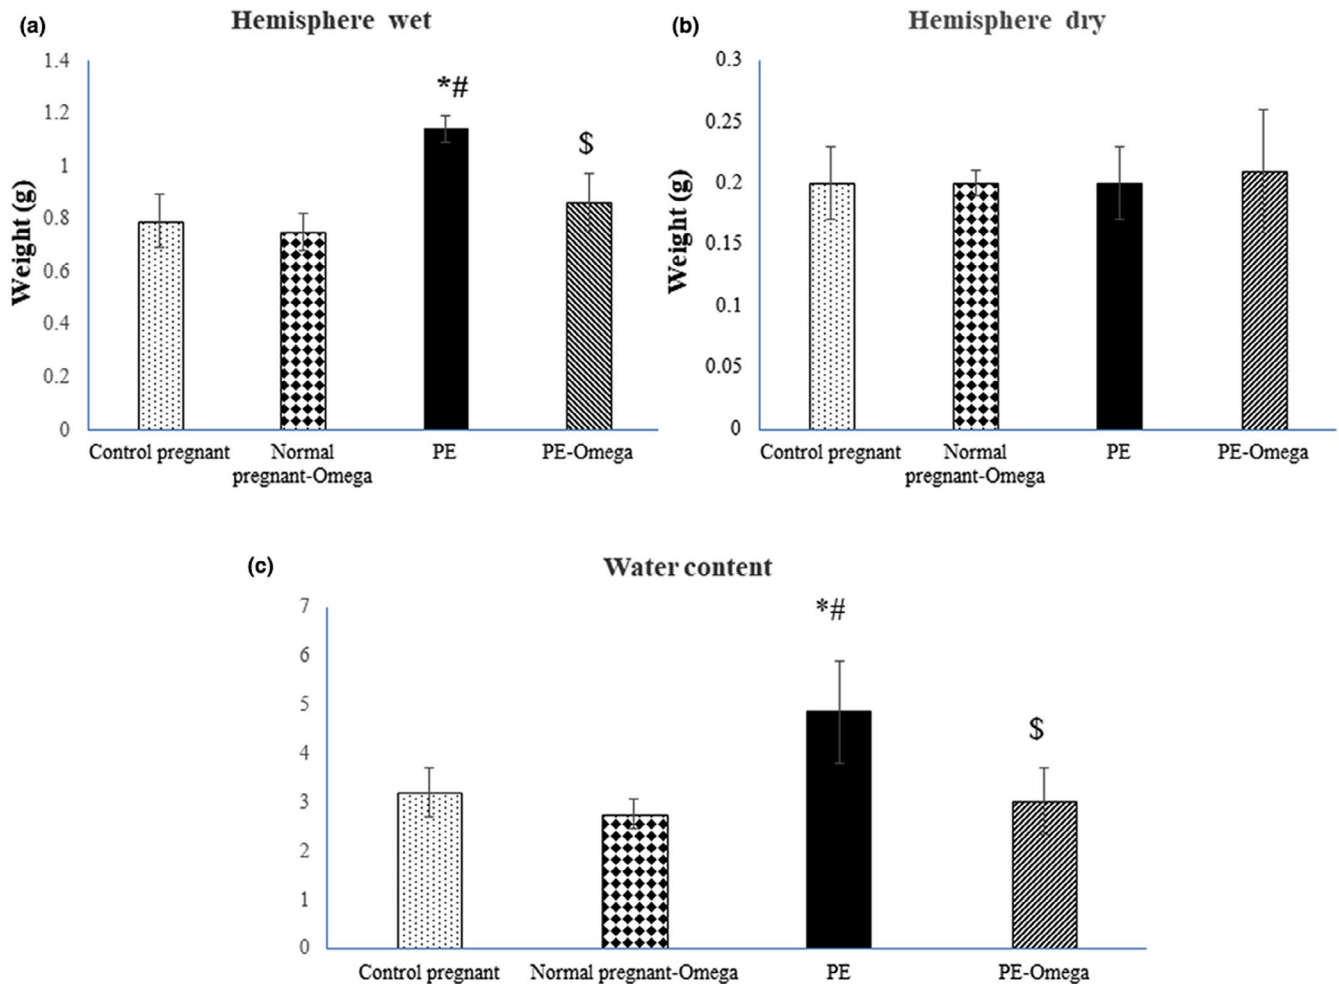 (a)
Hemisphere wet
Weight (g)
1.4
1.2
1
0.8
0.6
0.4
0.2
0
*#
$
Control pregnant
Normal
pregnant-Omega
PE
PE-Omega
(b)
Hemisphere dry
Weight (g)
0.3
0.25
0.2
0.15
0.1
0.05
0
Control pregnant
Normal
pregnant-Omega
PE
PE-Omega
(c)
Water content
7
6
5
4
3
2
1
0
*#
$
Control pregnant
Normal pregnant-Omega
PE
PE-Omega